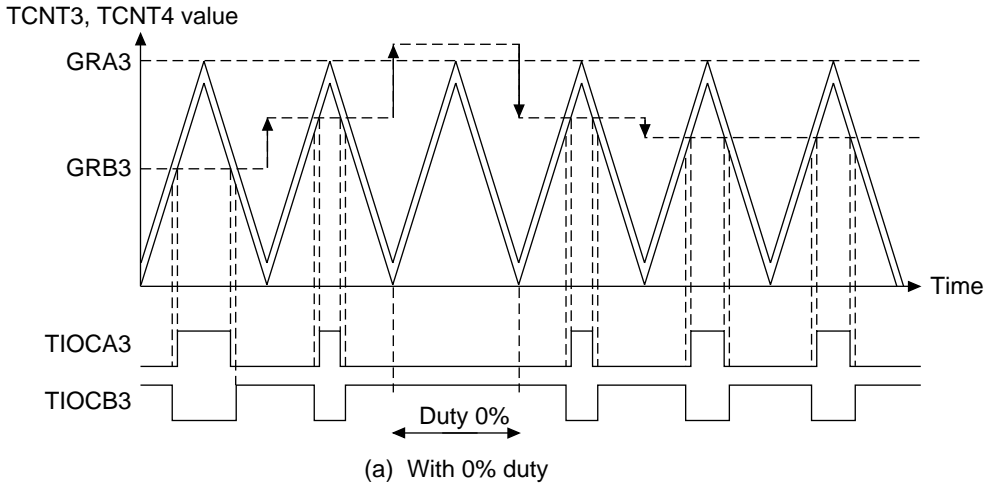 TCNT3, TCNT4 value
GRA3
GRB3
Time
TIOCA3
TIOCB3
Duty 0%
(a) With 0% duty